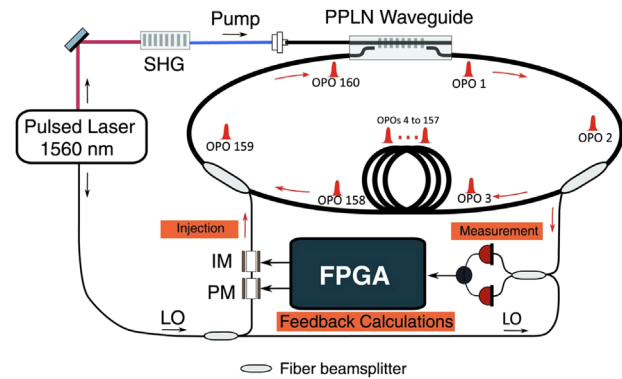 Pump
PPLN Waveguide
SHG
OPO 160
OPO 1
Pulsed Laser
1560 nm
OPO 159
OPOs 4 to 157
OPO 2
OPO 158
OPO 3
Injection
Measurement
IM
PM
FPGA
Feedback Calculations
LO
LO
Fiber beamsplitter